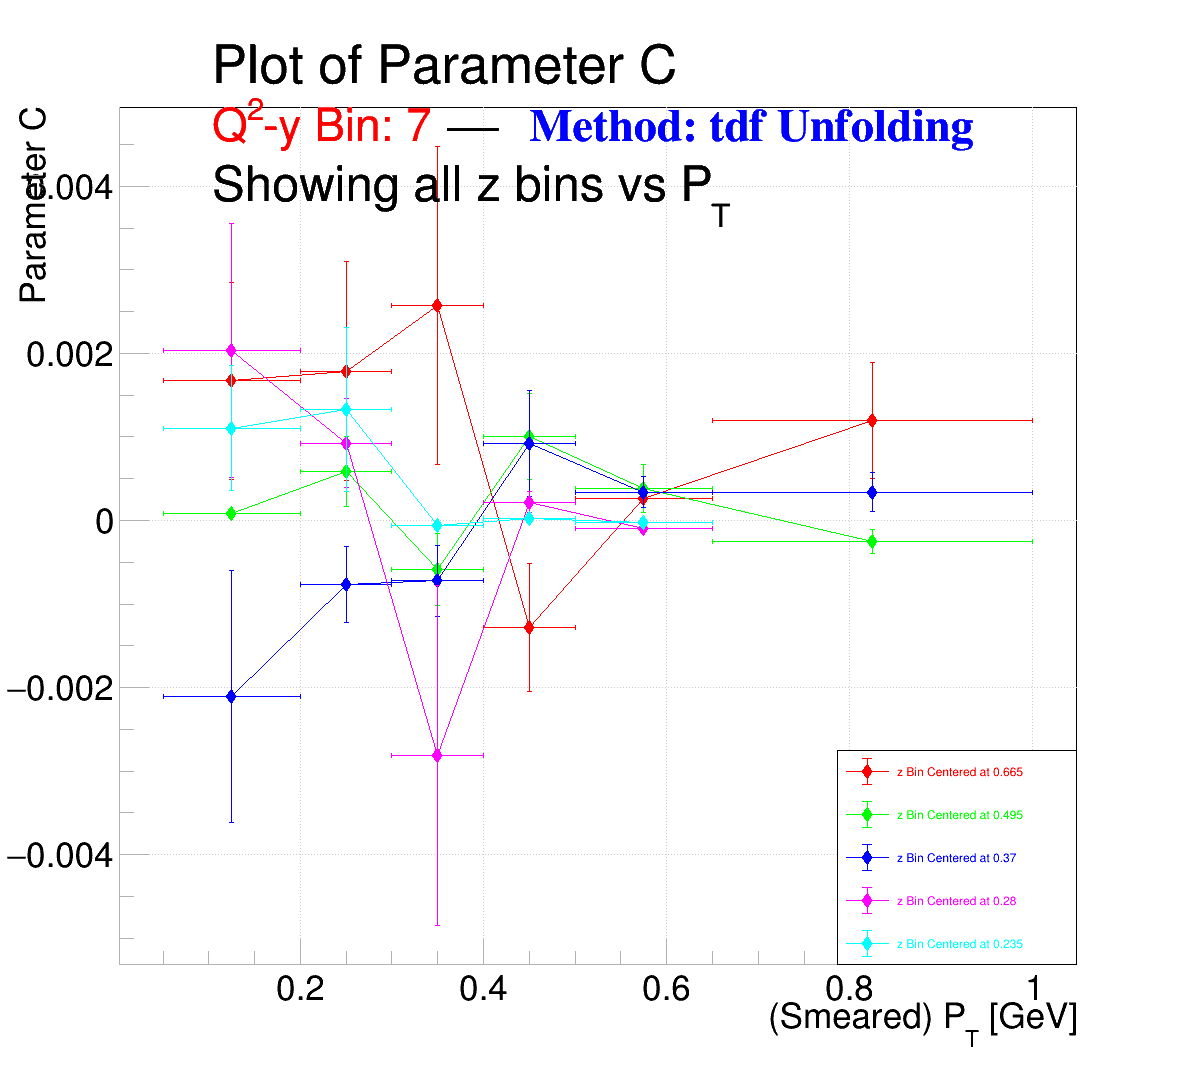 Plot of Parameter C
Q2-y Bin: 7 — Method: tdf Unfolding
Showing all z bins vs PT
Parameter C
0.004
0.002
0
−0.002
−0.004
z Bin Centered at 0.665
z Bin Centered at 0.495
z Bin Centered at 0.37
z Bin Centered at 0.28
z Bin Centered at 0.235
0.2 0.4 0.6 0.8 1
(Smeared) PT [GeV]